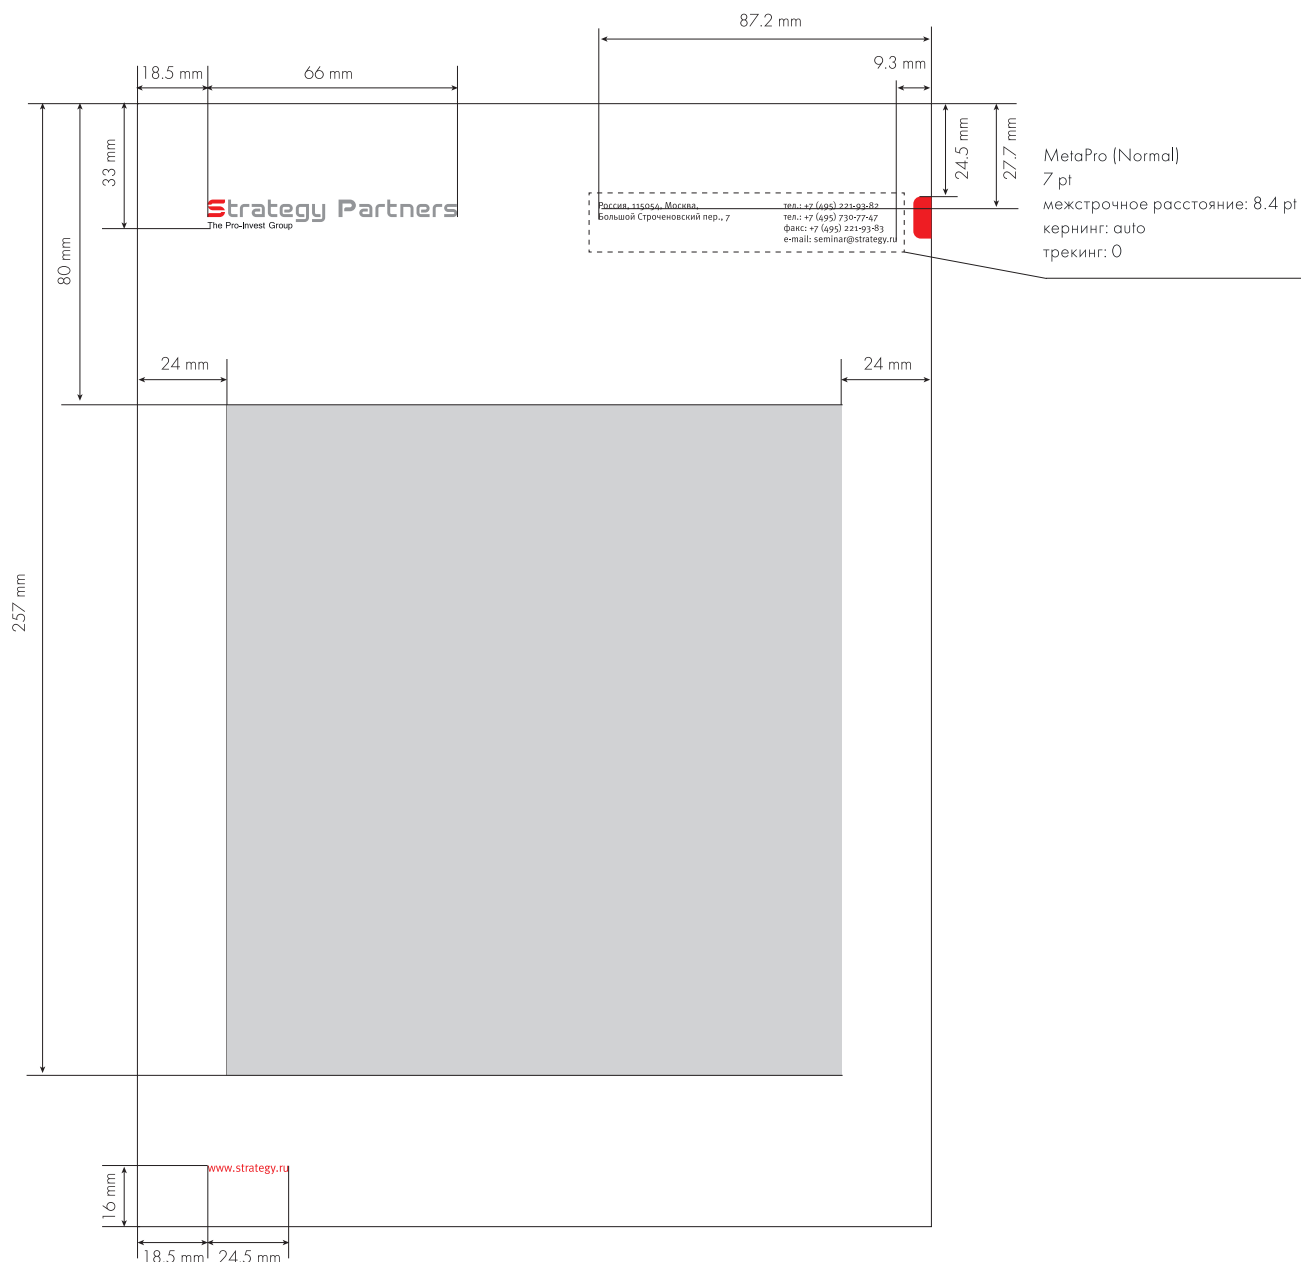 87.2 mm
18.5 mm
66 mm
9.3 mm
33 mm
24.5 mm
27.7 mm
MetaPro (Normal)
7 pt
межстрочное расстояние: 8.4 pt
кернинг: auto
трекинг: 0
Strategy Partners
The Pro-Invest Group
Россия, 115054, Москва,
Большой Строченовский пер., 7
тел.: +7 (495) 221-93-82
тел.: +7 (495) 730-77-47
факс: +7 (495) 221-93-83
e-mail: seminar@strategy.ru
80 mm
24 mm
24 mm
257 mm
www.strategy.ru
16 mm
18.5 mm
24.5 mm